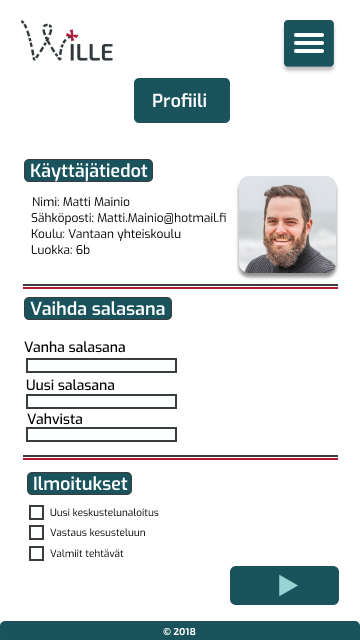 WILLE
Profiili
Käyttäjätiedot
Nimi: Matti Mainio
Sähköposti: Matti.Mainio@hotmail.fi
Koulu: Vantaan yhteiskoulu
Luokka: 6b
Vaihda salasana
Vanha salasana
Uusi salasana
Vahvista
Ilmoitukset
Uusi keskustelunaloitus
Vastaus kesusteluun
Valmiit tehtävät
© 2018